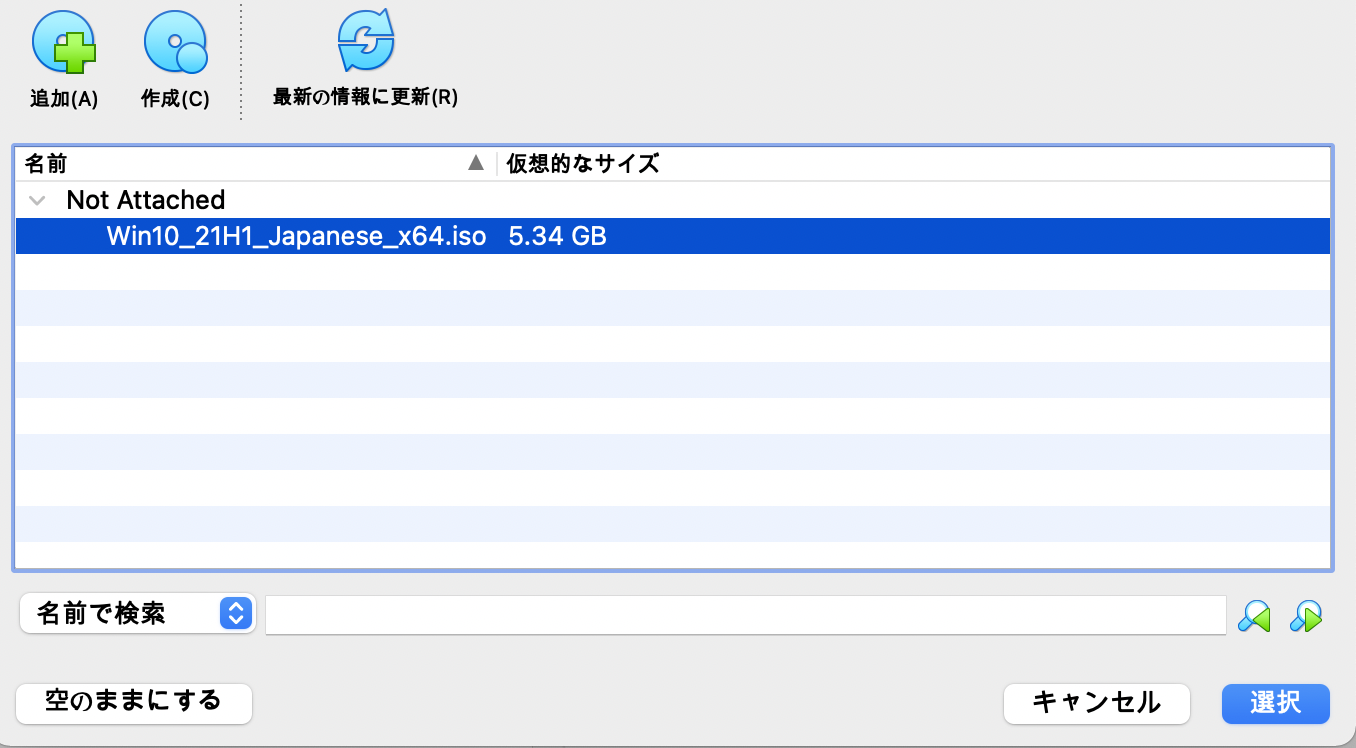 追加(A) 作成(C) 最新の情報に更新(R)
名前 仮想的なサイズ
Not Attached
Win10_21H1_Japanese_x64.iso 5.34 GB
名前で検索
空のままにする キャンセル 選択